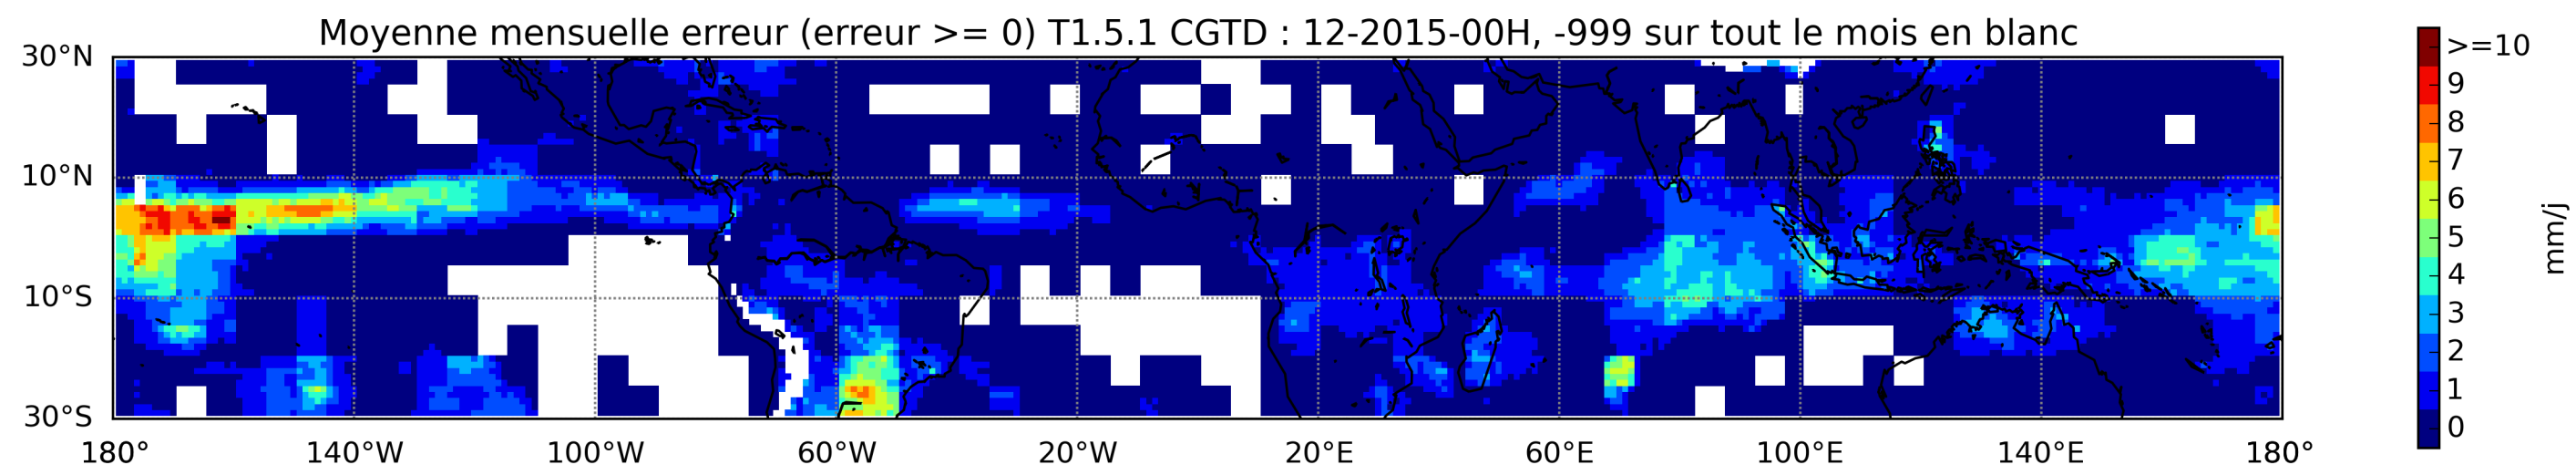 Moyenne mensuelle erreur (erreur >= 0) T1.5.1 CGTD : 12-2015-00H, -999 sur tout le mois en blanc
30°N
10°N
10°S
30°S
180° 140°W 100°W 60°W 20°W 20°E 60°E 100°E 140°E 180°
>=10
9
8
7
6
5
4
3
2
1
0
mm/j